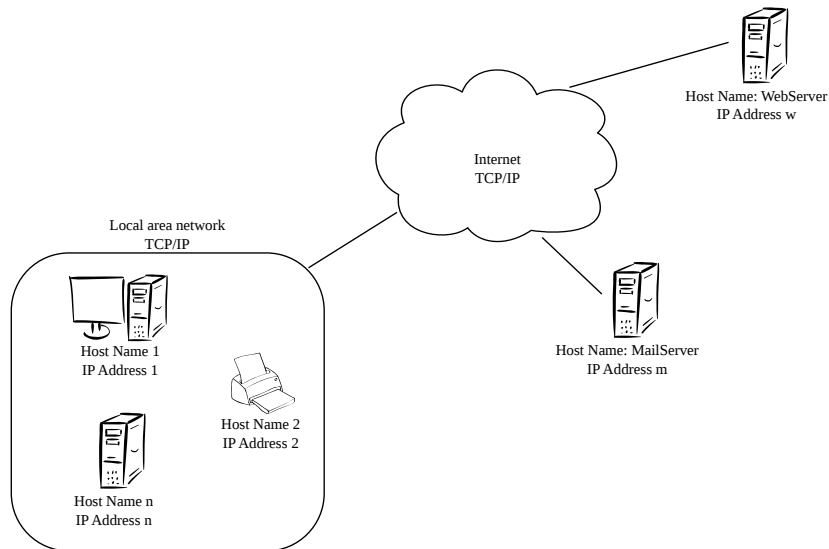 Host Name: WebServer
IP Address w
Internet
TCP/IP
Local area network
TCP/IP
Host Name 1
IP Address 1
Host Name: MailServer
IP Address m
Host Name 2
IP Address 2
Host Name n
IP Address n